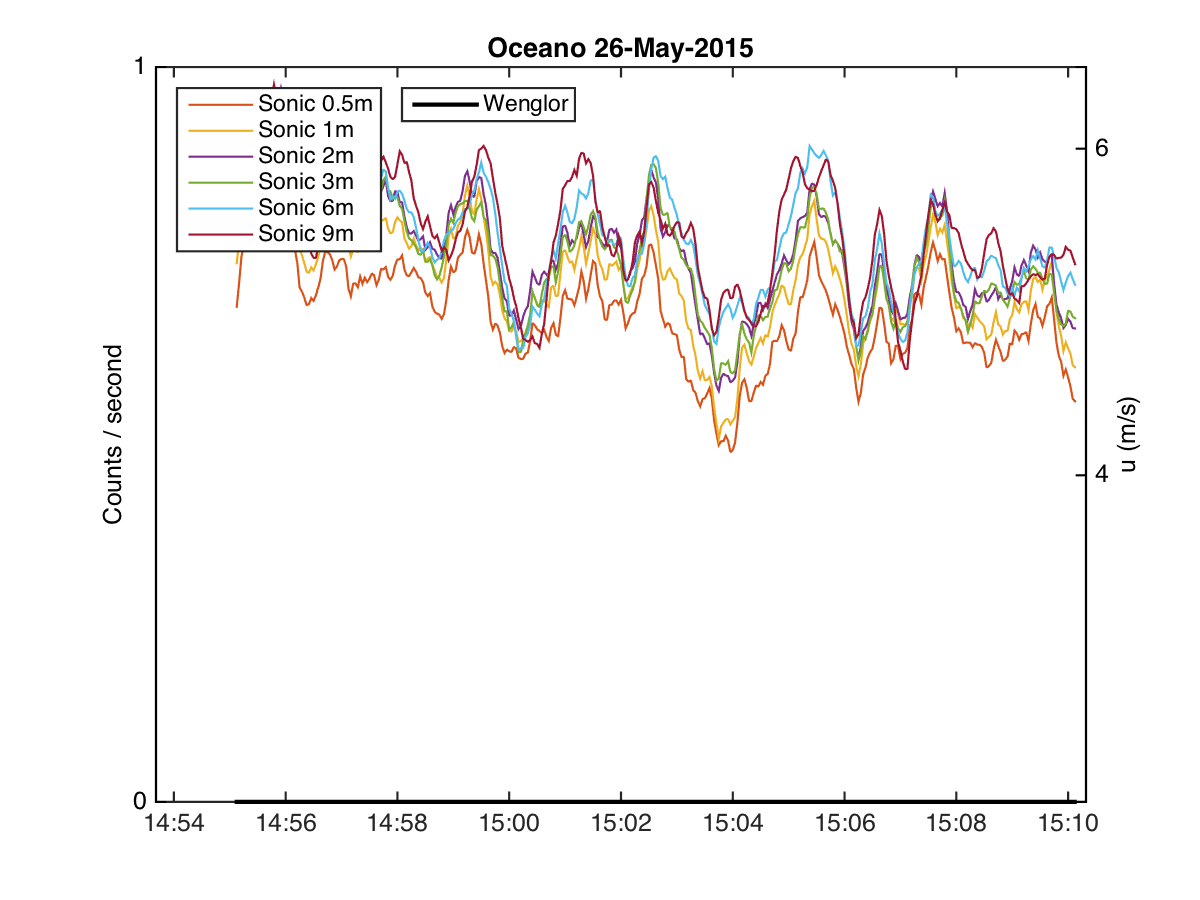 Oceano 26-May-2015
1
Sonic 0.5m
Sonic 1m
Sonic 2m
Sonic 3m
Sonic 6m
Sonic 9m
Wenglor
6
4
0
Counts / second
u (m/s)
14:54 14:56 14:58 15:00 15:02 15:04 15:06 15:08 15:10